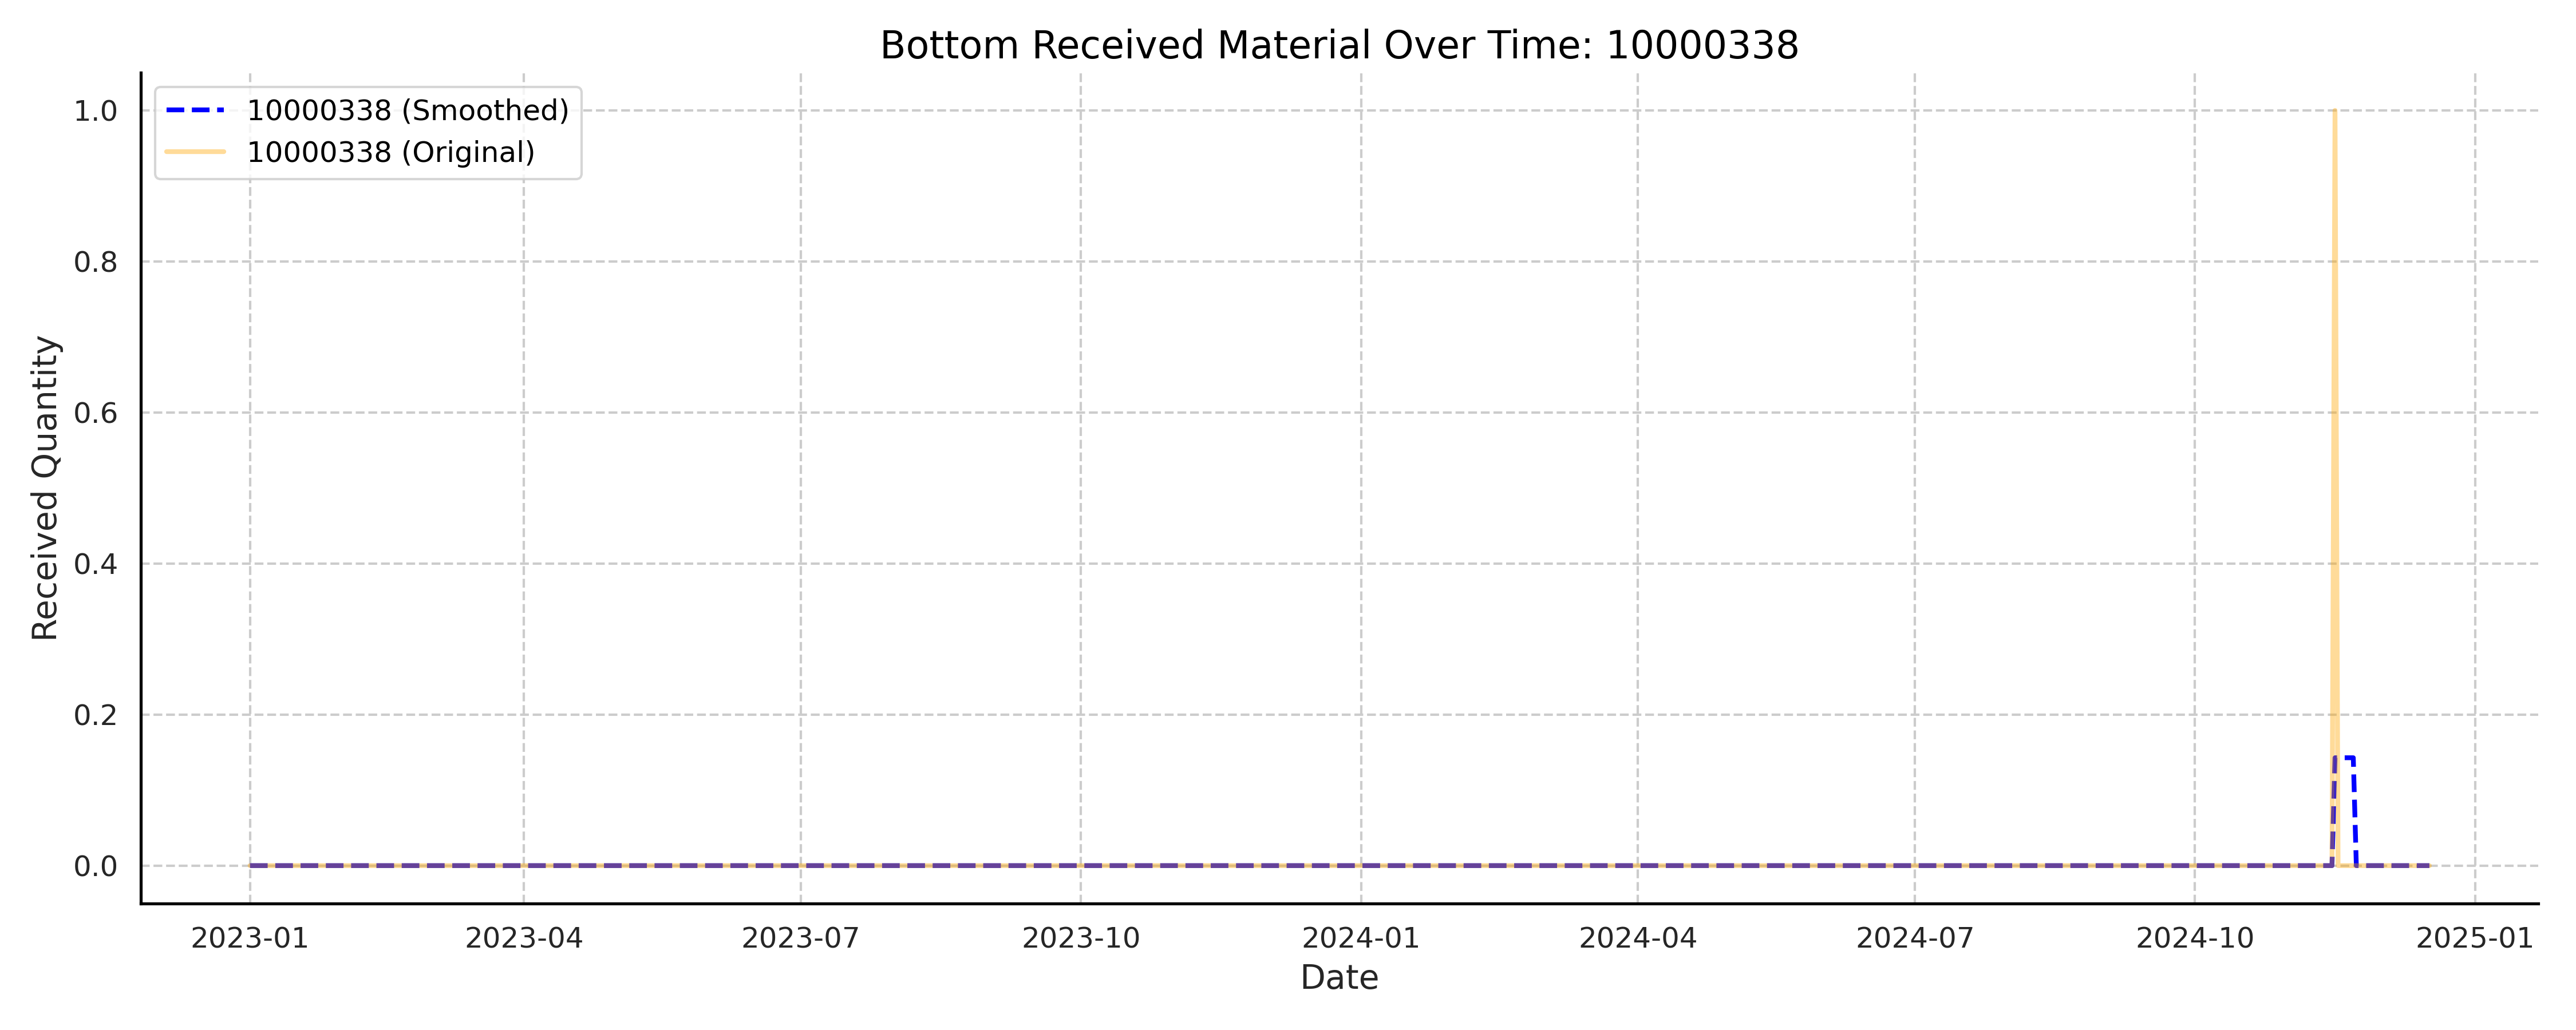 Bottom Received Material Over Time: 10000338
10000338 (Smoothed)
10000338 (Original)
Received Quantity
1.0
0.8
0.6
0.4
0.2
0.0
2023-01 2023-04 2023-07 2023-10 2024-01 2024-04 2024-07 2024-10 2025-01
Date